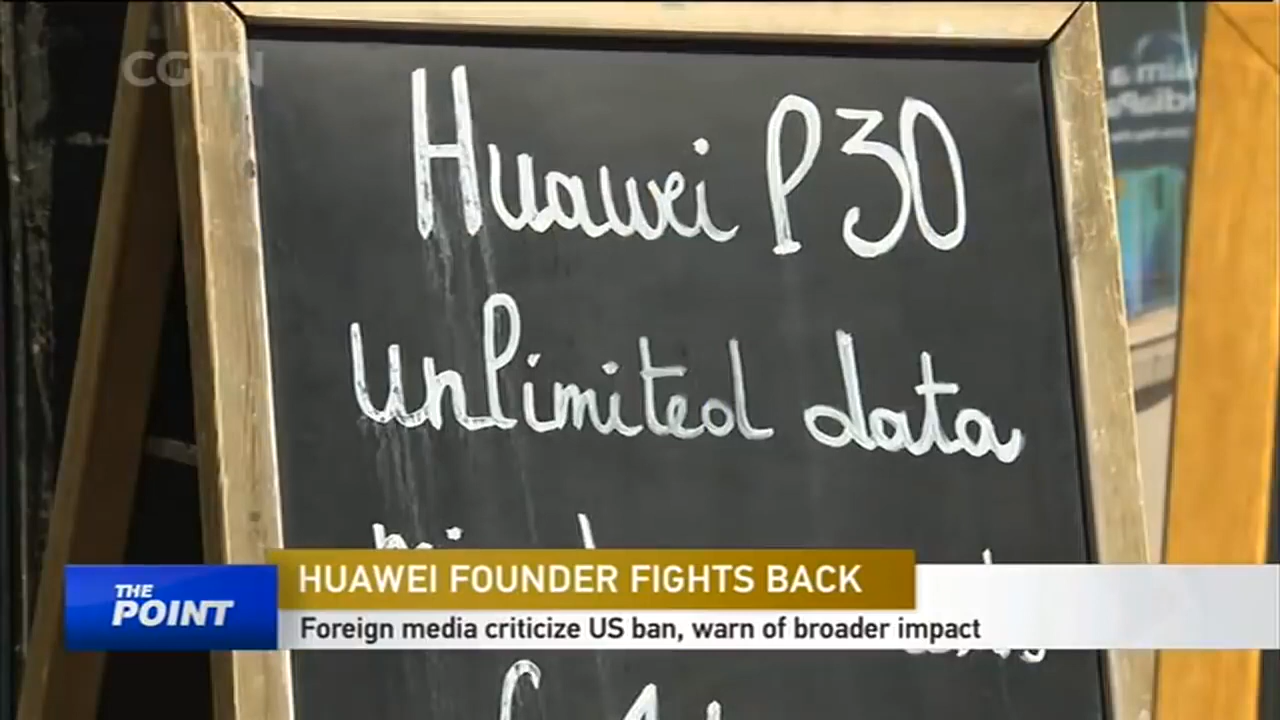 CGTN
Huawei P30
Unlimited data
THE
POINT
HUAWEI FOUNDER FIGHTS BACK
Foreign media criticize US ban, warn of broader impact